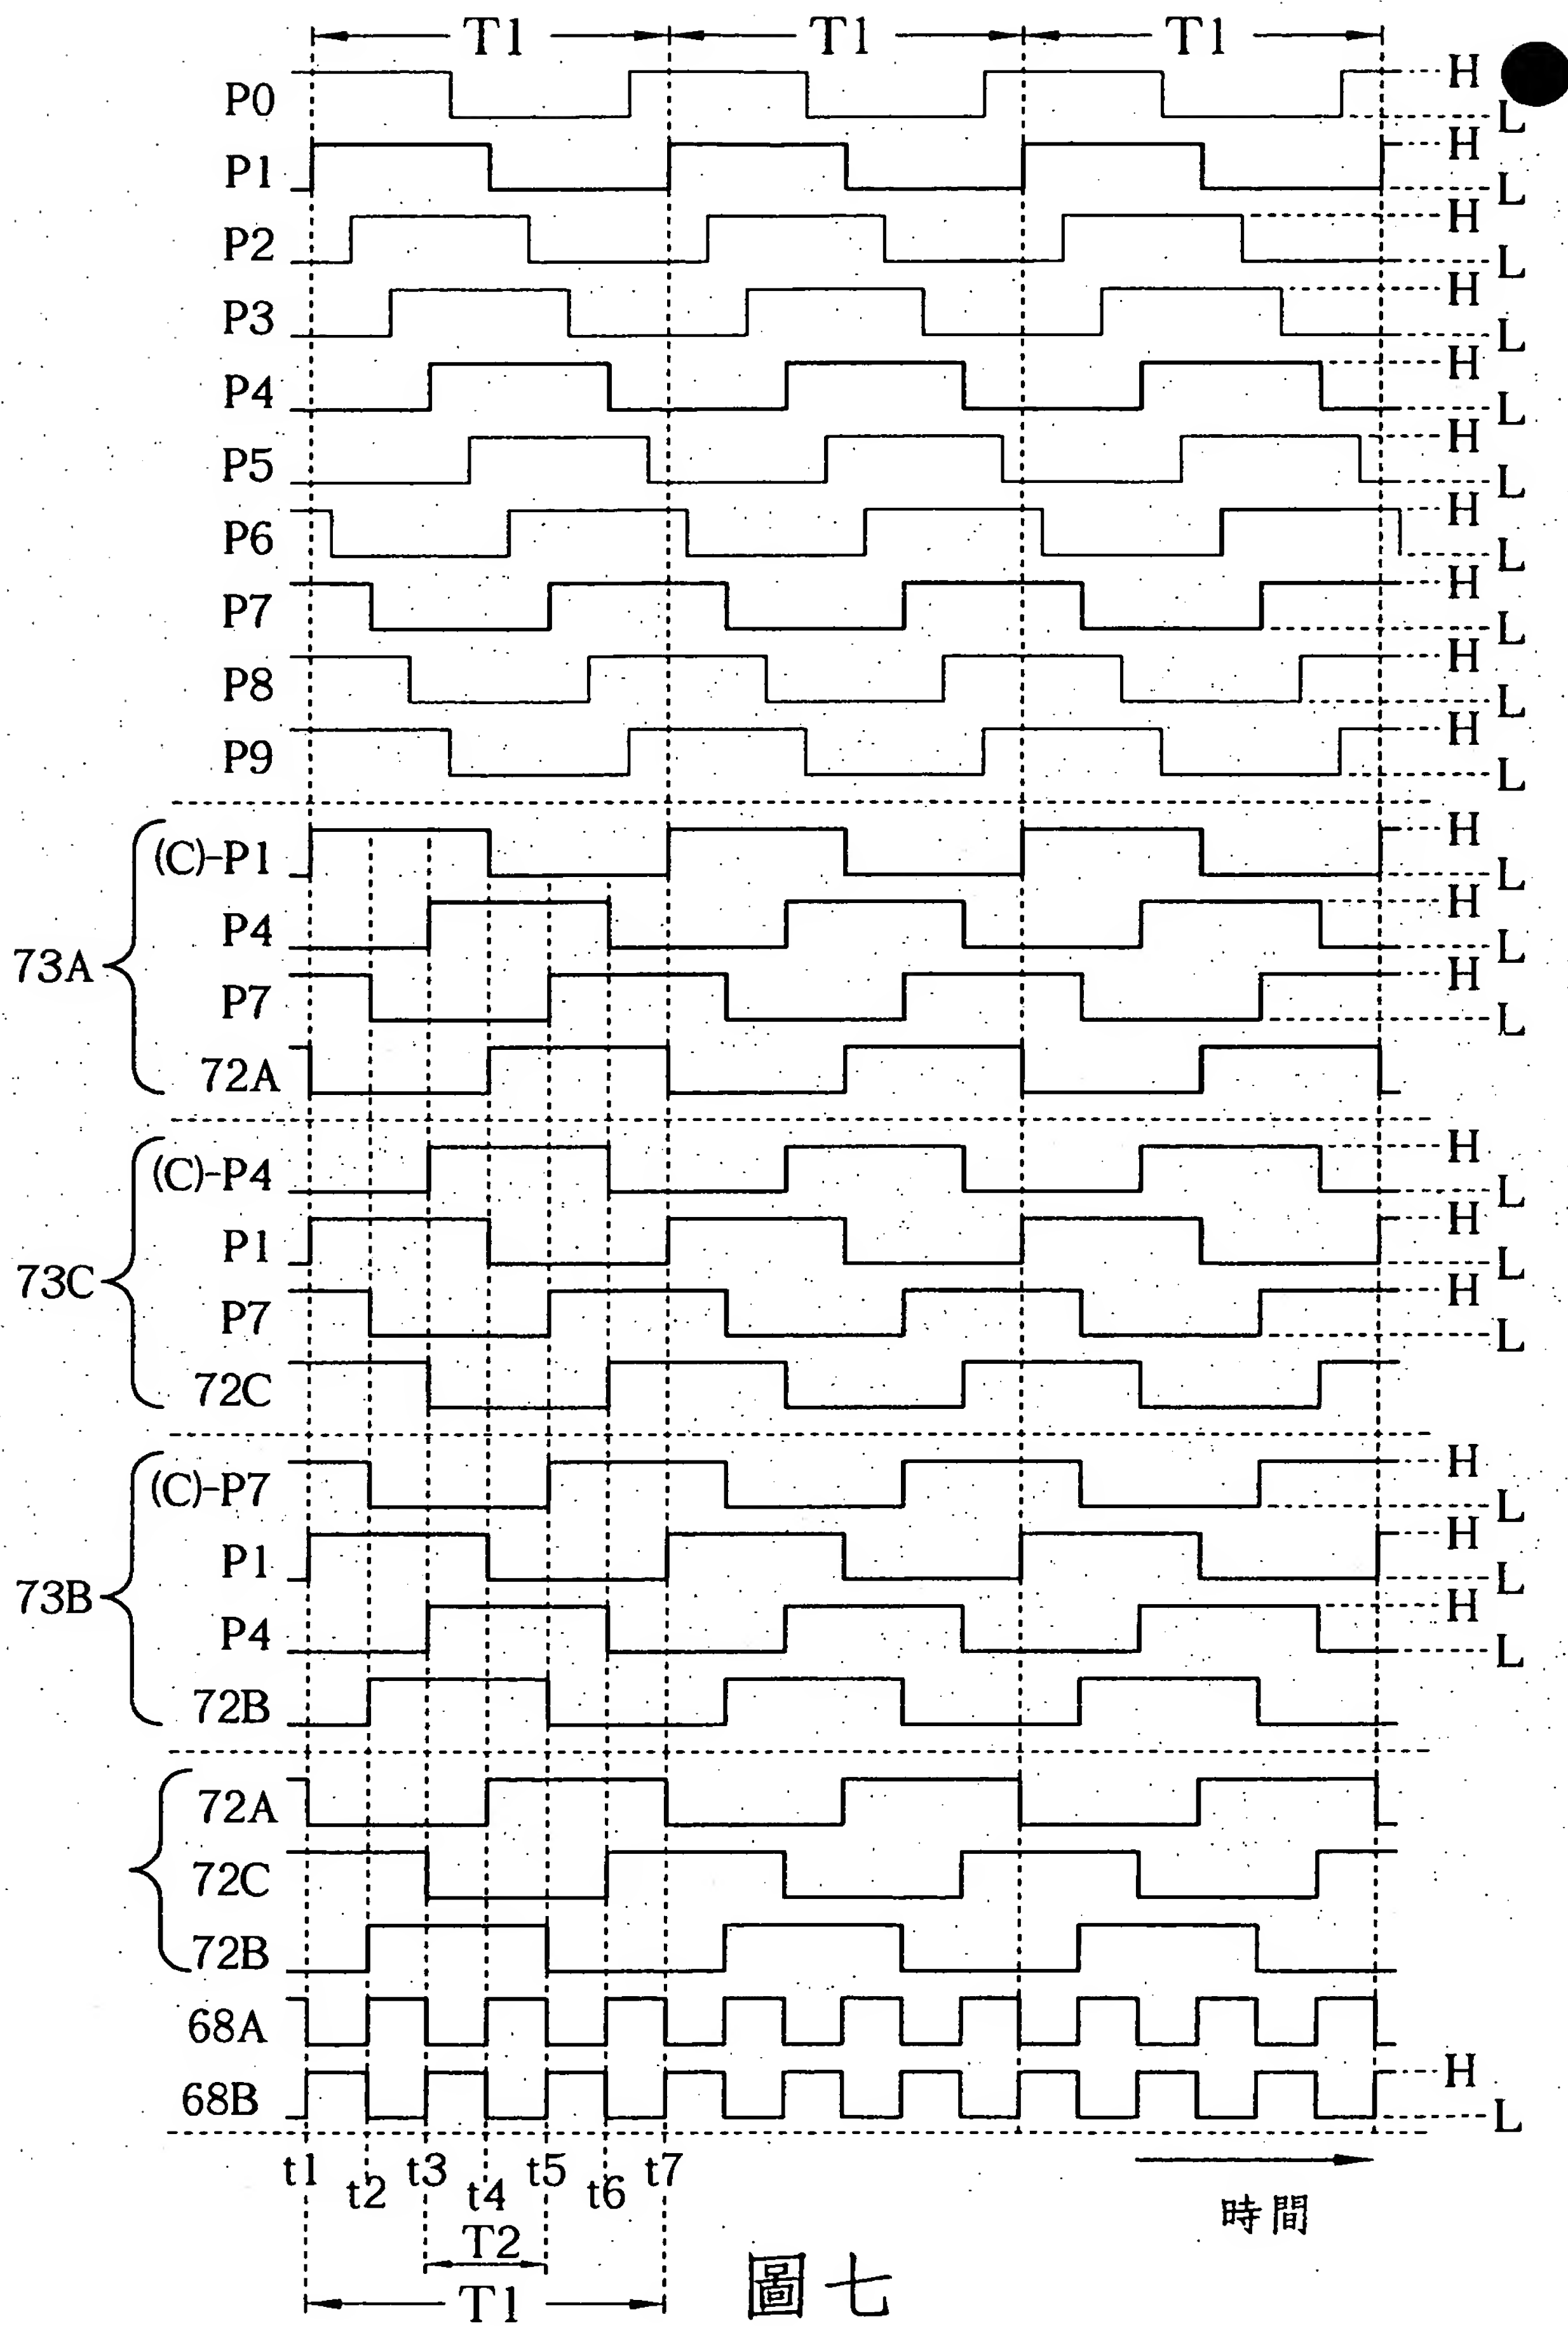 T1 T1 T1
P0 H
L
P1 H
L
P2 H
L
P3 H
L
P4 H
L
P5 H
L
P6 H
L
P7 H
L
P8 H
L
P9 H
L
73A
(C)-P1 H
L
P4 H
L
P7 H
L
72A
73C
(C)-P4 H
L
P1 H
L
P7 H
L
72C
73B
(C)-P7 H
L
P1 H
L
P4 H
L
72B
72A
72C
72B
68A
68B H
L
t1 t2 t3 t4 t5 t6 t7
時間
T2
T1
圖七